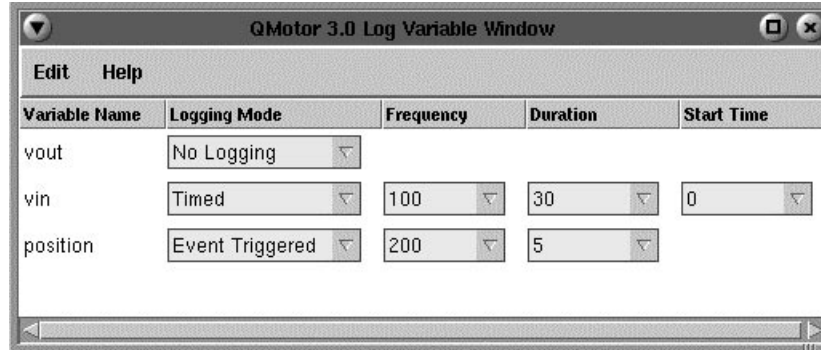 QMotor 3.0 Log Variable Window
Edit Help
Variable Name Logging Mode Frequency Duration Start Time
vout No Logging
vin Timed 100 30 0
position Event Triggered 200 5